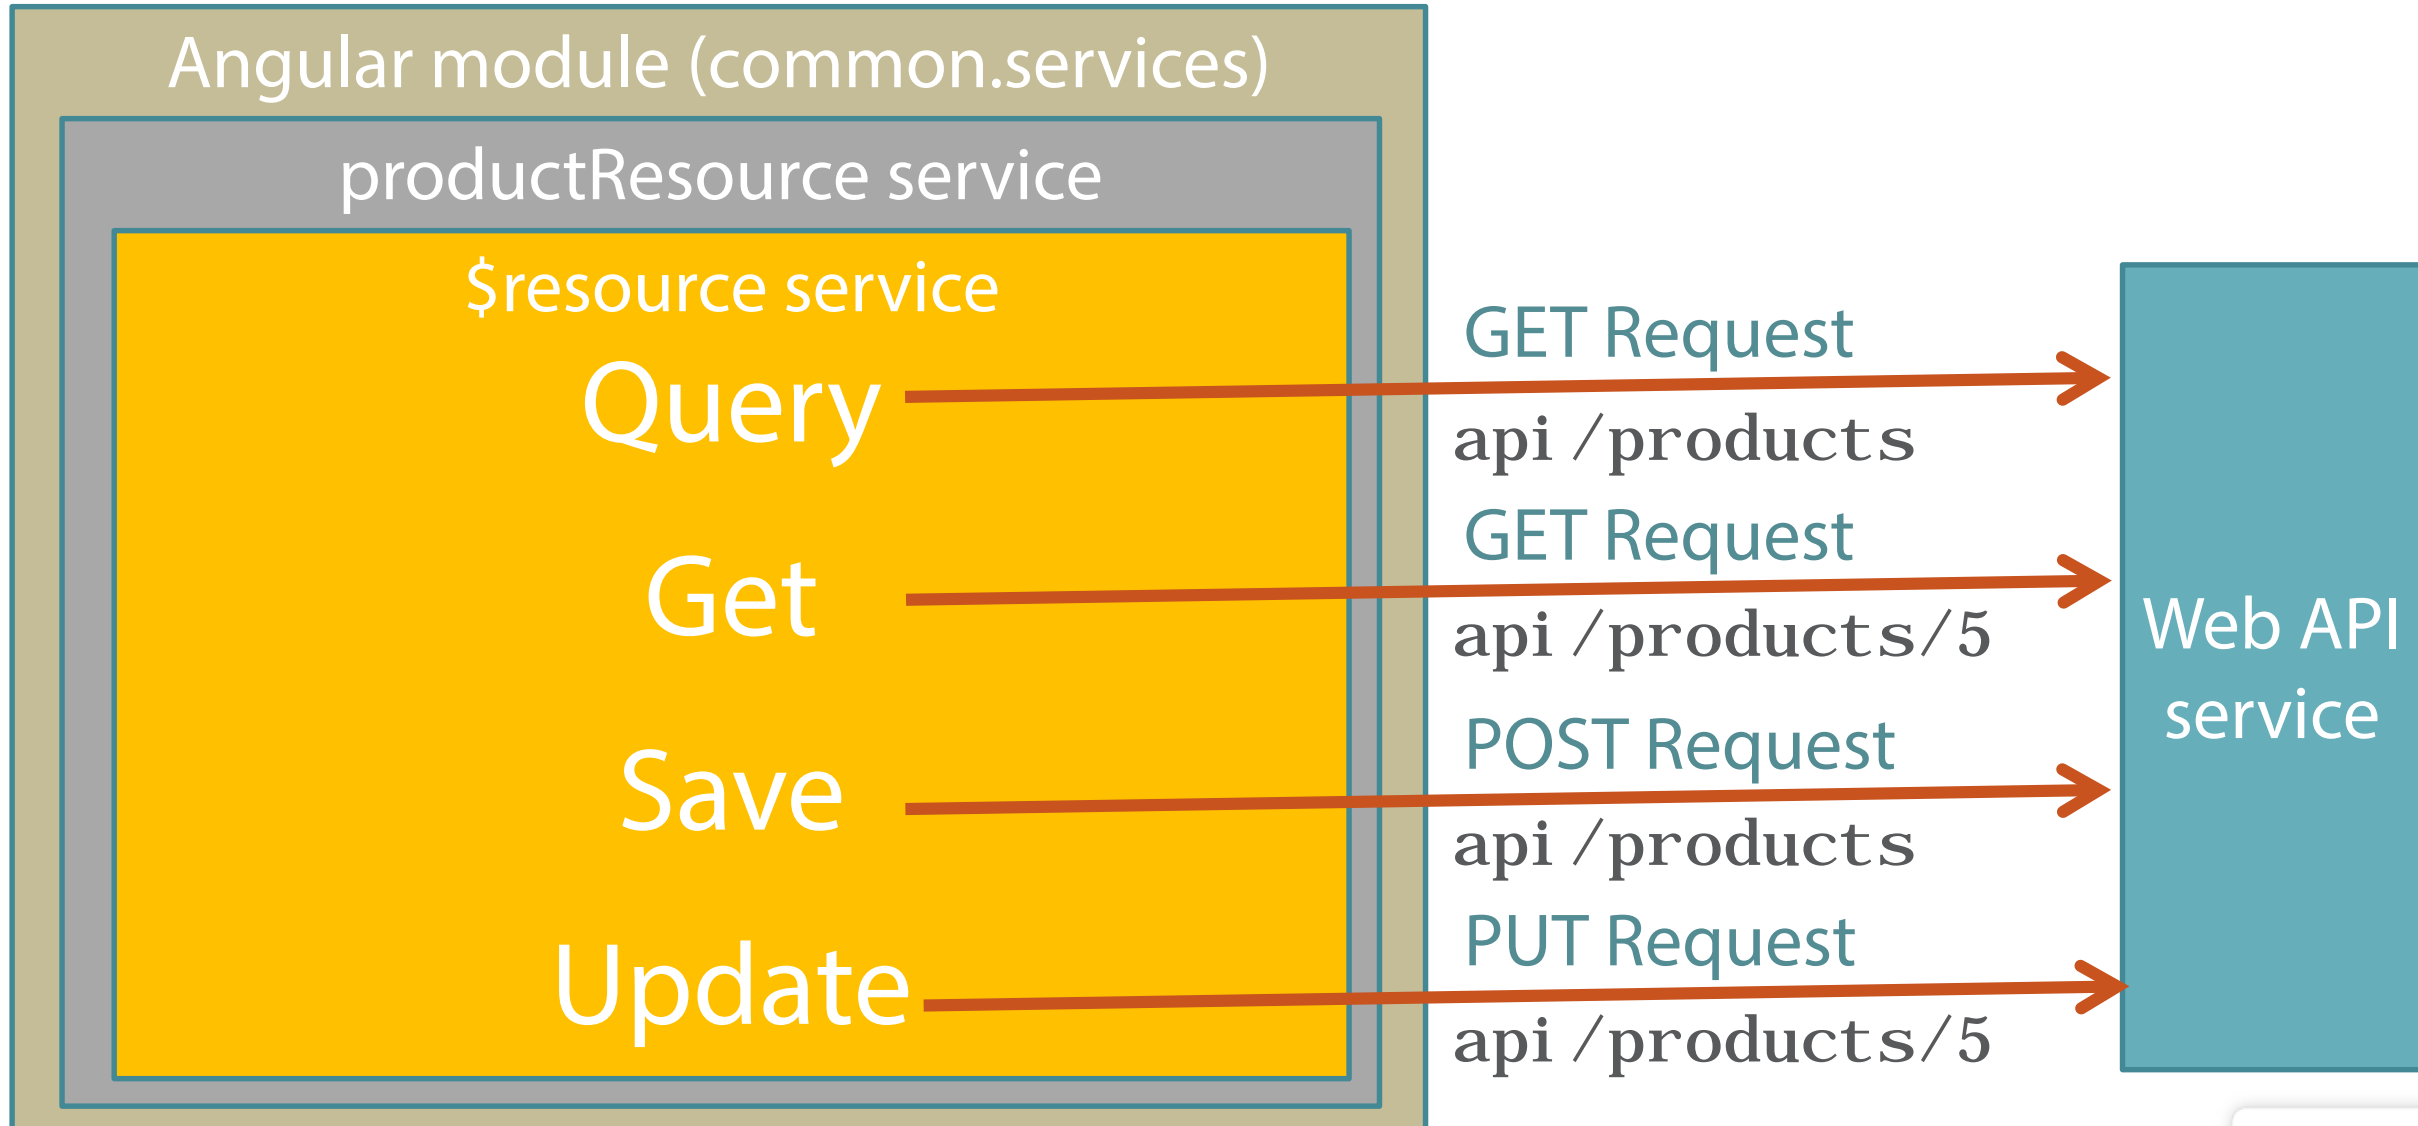 Angular module (common.services)
productResource service
$resource service
Query
GET Request
api/products
Get
GET Request
api/products/5
Save
POST Request
api/products
Update
PUT Request
api/products/5
Web API
service